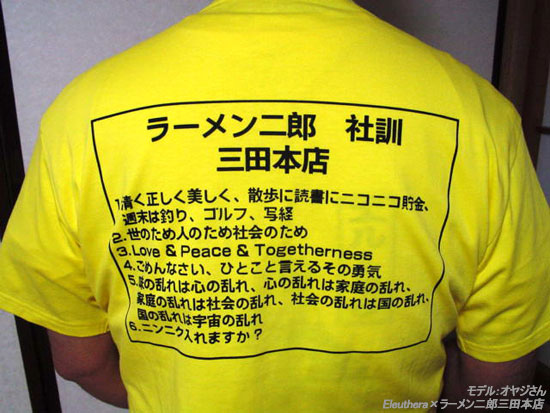 ラーメン二郎 社訓
三田本店
1.清く正しく美しく、散歩に読書にニコニコ貯金、
週末は釣り、ゴルフ、写経
2.世のため人のため社会のため
3.Love & Peace & Togetherness
4.ごめんなさい、ひとこと言えるその勇気
5.味の乱れは心の乱れ、心の乱れは家庭の乱れ、
家庭の乱れは社会の乱れ、社会の乱れは国の乱れ、
国の乱れは宇宙の乱れ
6.ニンニク入れますか?
モデル:オヤジさん
Eleuthera×ラーメン二郎三田本店